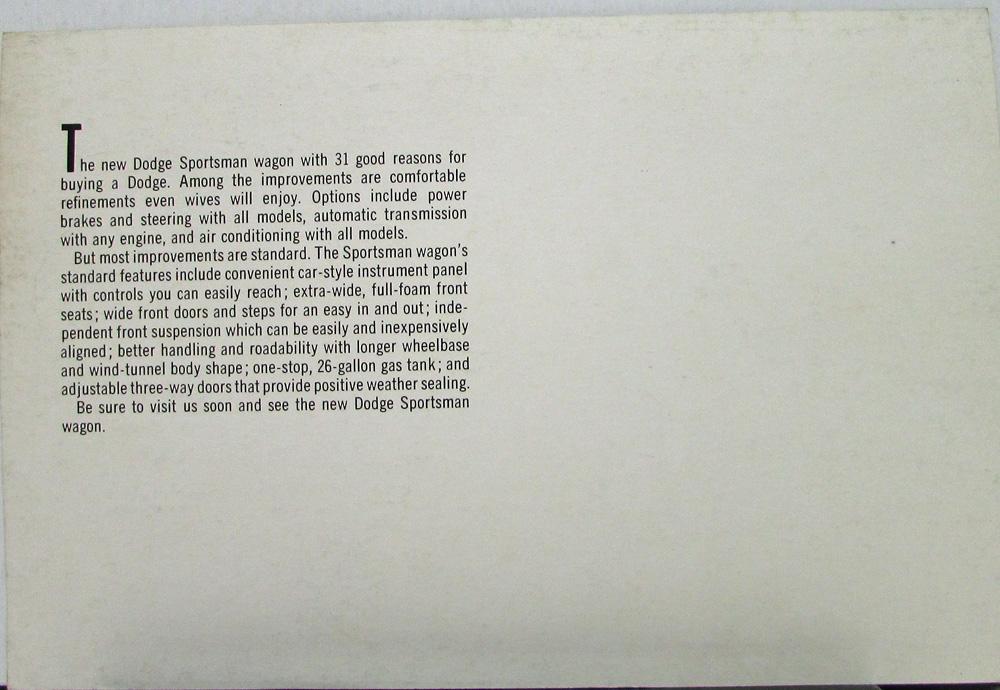 The new Dodge Sportsman wagon with 31 good reasons for
buying a Dodge. Among the improvements are comfortable
refinements even wives will enjoy. Options include power
brakes and steering with all models, automatic transmission
with any engine, and air conditioning with all models.
But most improvements are standard. The Sportsman wagon's
standard features include convenient car-style instrument panel
with controls you can easily reach; extra-wide, full-foam front
seats; wide front doors and steps for an easy in and out; inde-
pendent front suspension which can be easily and inexpensively
aligned; better handling and roadability with longer wheelbase
and wind-tunnel body shape; one-stop, 26-gallon gas tank; and
adjustable three-way doors that provide positive weather sealing.
Be sure to visit us soon and see the new Dodge Sportsman
wagon.